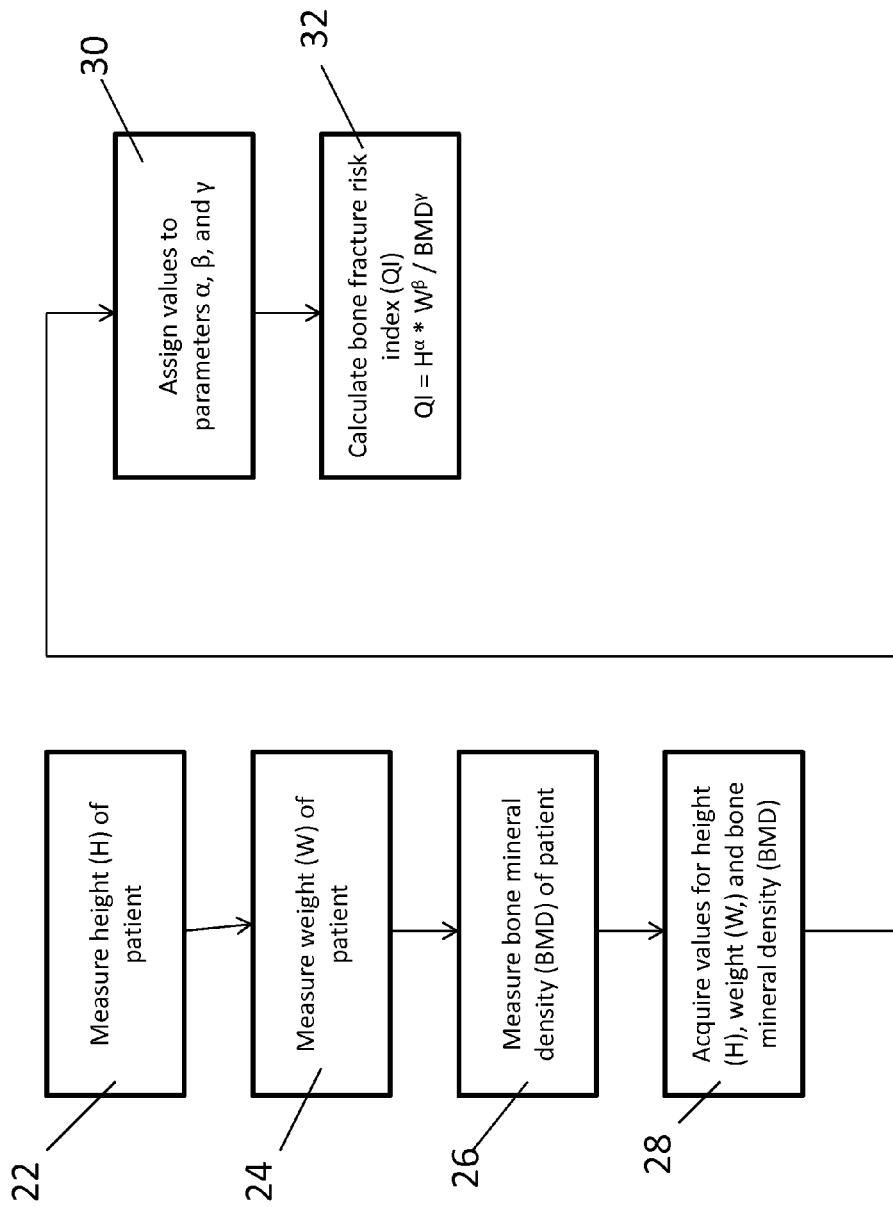 22
Measure height (H) of
patient
24
Measure weight (W) of
patient
26
Measure bone mineral
density (BMD) of patient
28
Acquire values for height
(H), weight (W,) and bone
mineral density (BMD)
30
Assign values to
parameters α, β, and γ
32
Calculate bone fracture risk
index (QI)
QI = H^α * W^β / BMD^γ